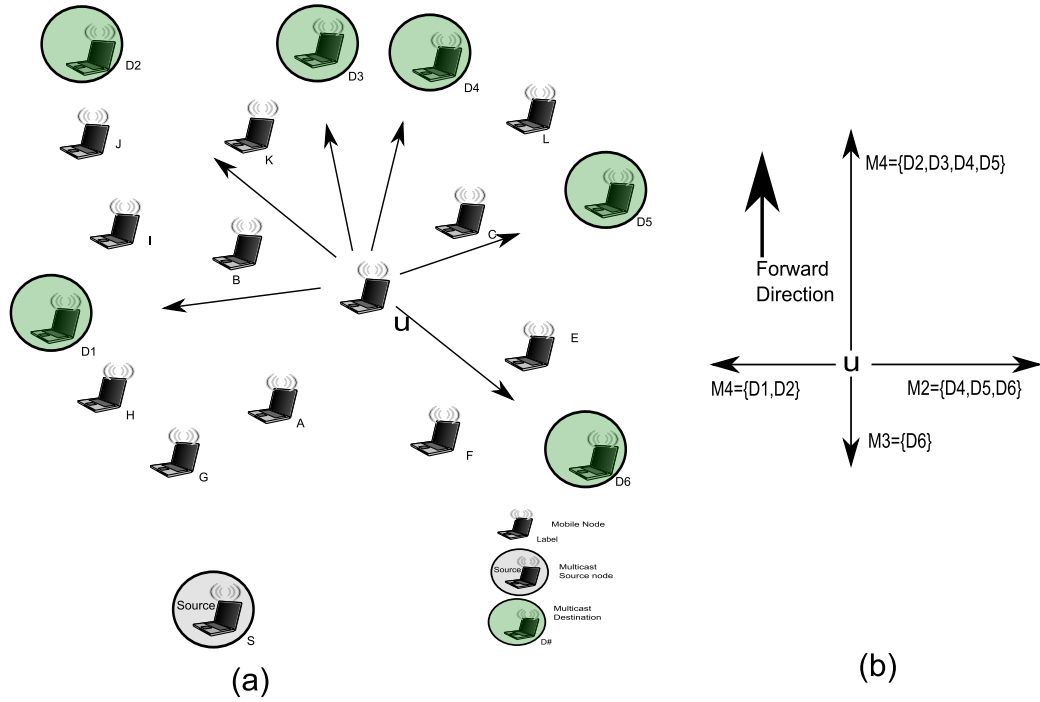 D2
D3
D4
J
K
L
I
B
C
D5
u
D1
E
H
A
G
F
D6
Mobile Node
Label
Source
Multicast
Source node
Multicast
Destination
D#
Source
S
(a)
M4={D2,D3,D4,D5}
Forward
Direction
u
M4={D1,D2}
M2={D4,D5,D6}
M3={D6}
(b)